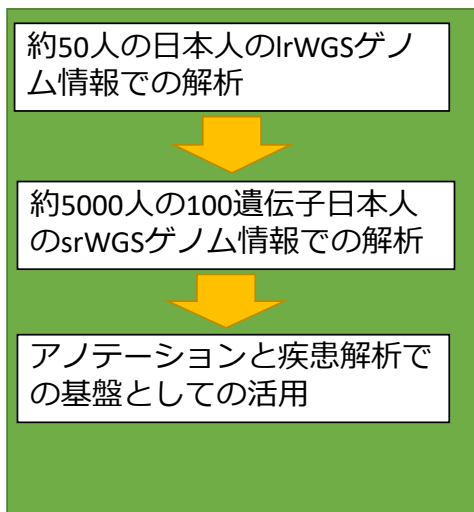 約50人の日本人のlrWGSゲノ
ム情報での解析
約5000人の100遺伝子日本人
のsrWGSゲノム情報での解析
アノテーションと疾患解析で
の基盤としての活用